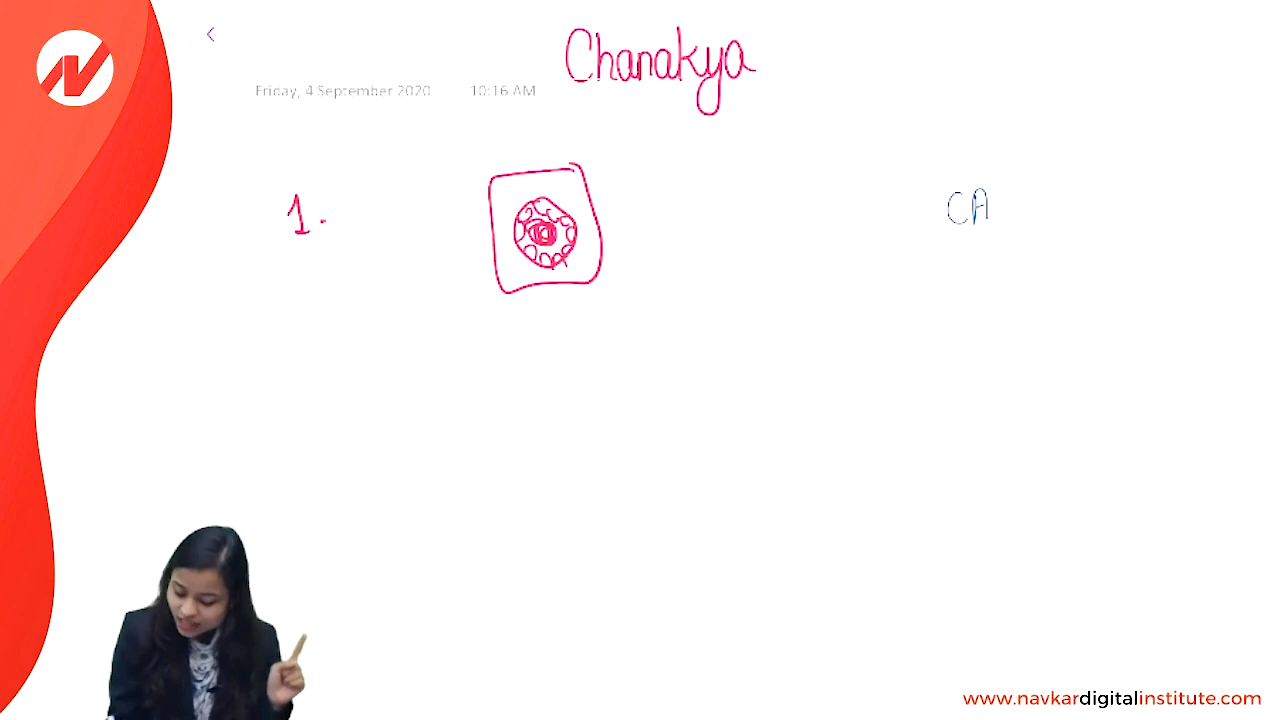 Chanakya
Friday, 4 September 2020 10:16 AM
1.
CA
www.navkardigitalinstitute.com